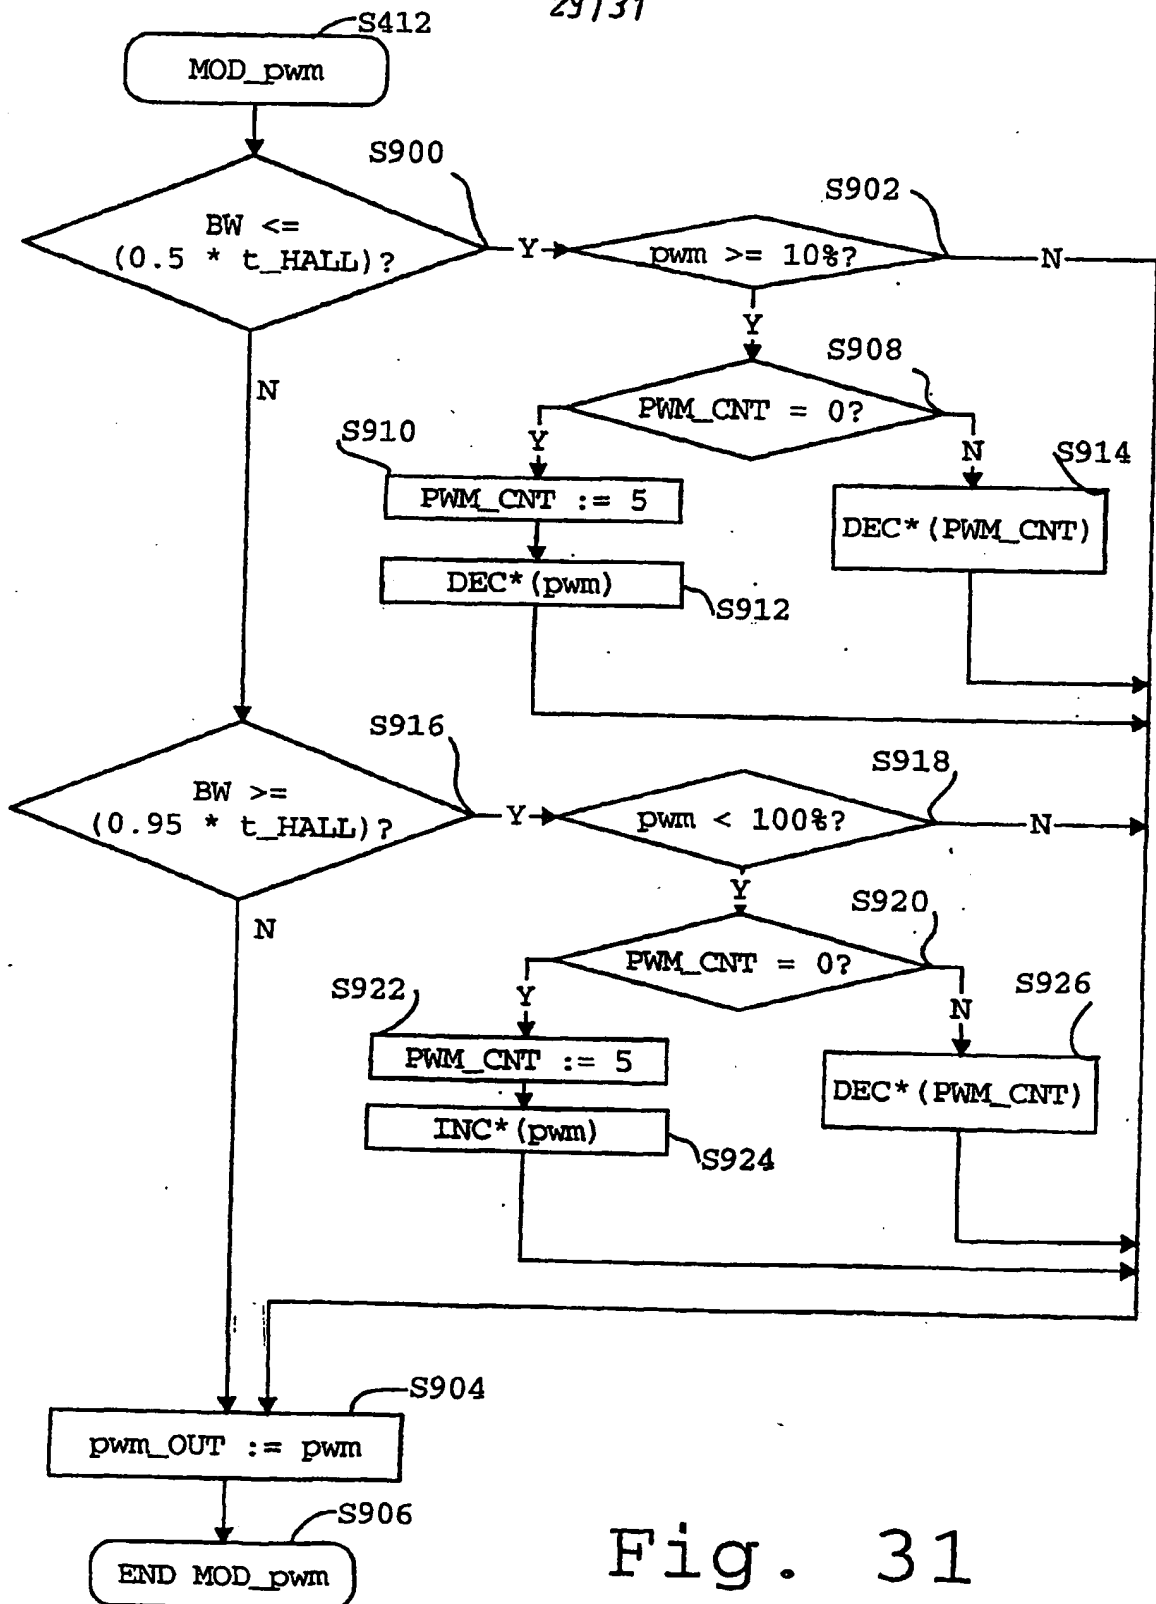 29/31
S412
MOD_pwm
S900
BW <=
(0.5 * t_HALL)?
Y
S902
pwm >= 10%?
N
Y
N
S908
PWM_CNT = 0?
S910
Y
N
S914
PWM_CNT := 5
DEC*(PWM_CNT)
DEC*(pwm)
S912
S916
BW >=
(0.95 * t_HALL)?
Y
S918
pwm < 100%?
N
Y
N
S920
PWM_CNT = 0?
S922
Y
N
S926
PWM_CNT := 5
DEC*(PWM_CNT)
INC*(pwm)
S924
S904
pwm_OUT := pwm
S906
END MOD_pwm
Fig. 31